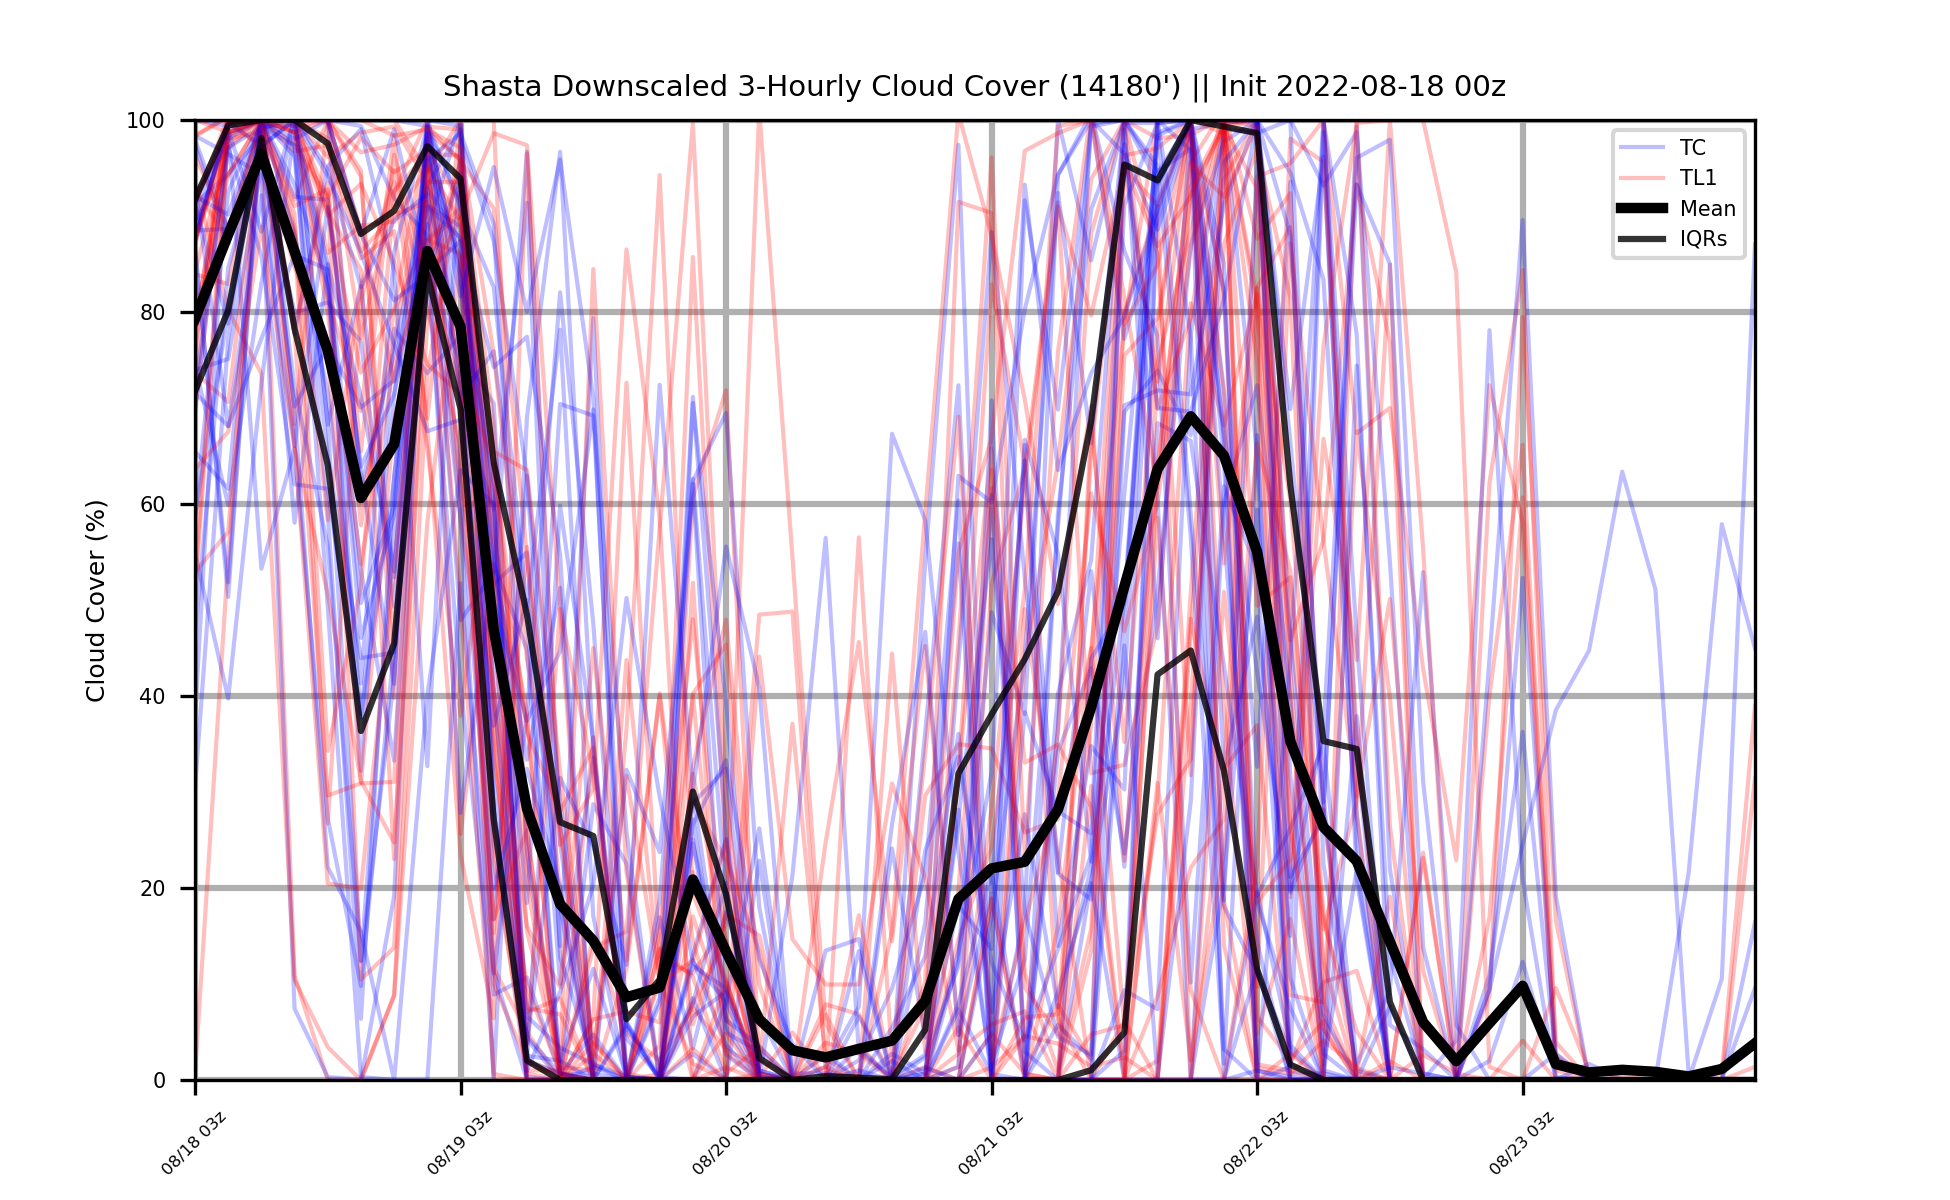 Shasta Downscaled 3-Hourly Cloud Cover (14180') || Init 2022-08-18 00z
Cloud Cover (%)
100
80
60
40
20
0
TC
TL1
Mean
IQRs
08/18 03z
08/19 03z
08/20 03z
08/21 03z
08/22 03z
08/23 03z